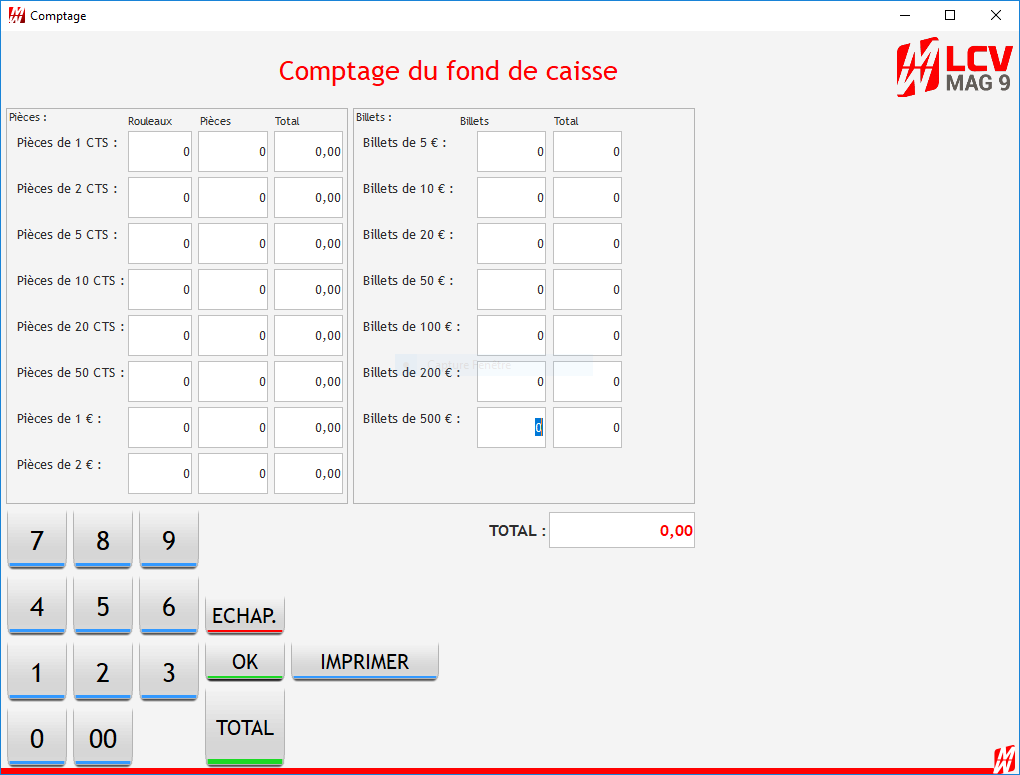 Comptage
Comptage du fond de caisse
LCV
MAG 9
Pièces :
Rouleaux Pièces Total
Pièces de 1 CTS : 0 0 0,00
Pièces de 2 CTS : 0 0 0,00
Pièces de 5 CTS : 0 0 0,00
Pièces de 10 CTS : 0 0 0,00
Pièces de 20 CTS : 0 0 0,00
Pièces de 50 CTS : 0 0 0,00
Pièces de 1 € : 0 0 0,00
Pièces de 2 € : 0 0 0,00
Billets :
Billets Total
Billets de 5 € : 0 0
Billets de 10 € : 0 0
Billets de 20 € : 0 0
Billets de 50 € : 0 0
Billets de 100 € : 0 0
Capture Fenêtre
Billets de 200 € : 0 0
Billets de 500 € : 0 0
TOTAL : 0,00
7 8 9
4 5 6 ECHAP.
1 2 3 OK IMPRIMER
0 00 TOTAL